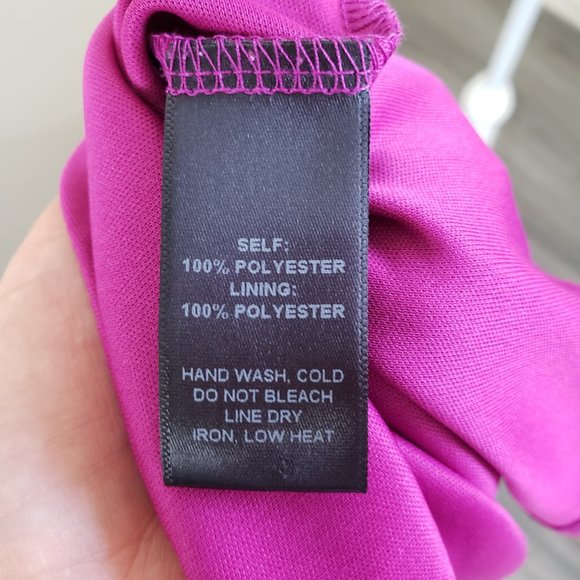 SELF:
100% POLYESTER
LINING:
100% POLYESTER
HAND WASH, COLD
DO NOT BLEACH
LINE DRY
IRON, LOW HEAT